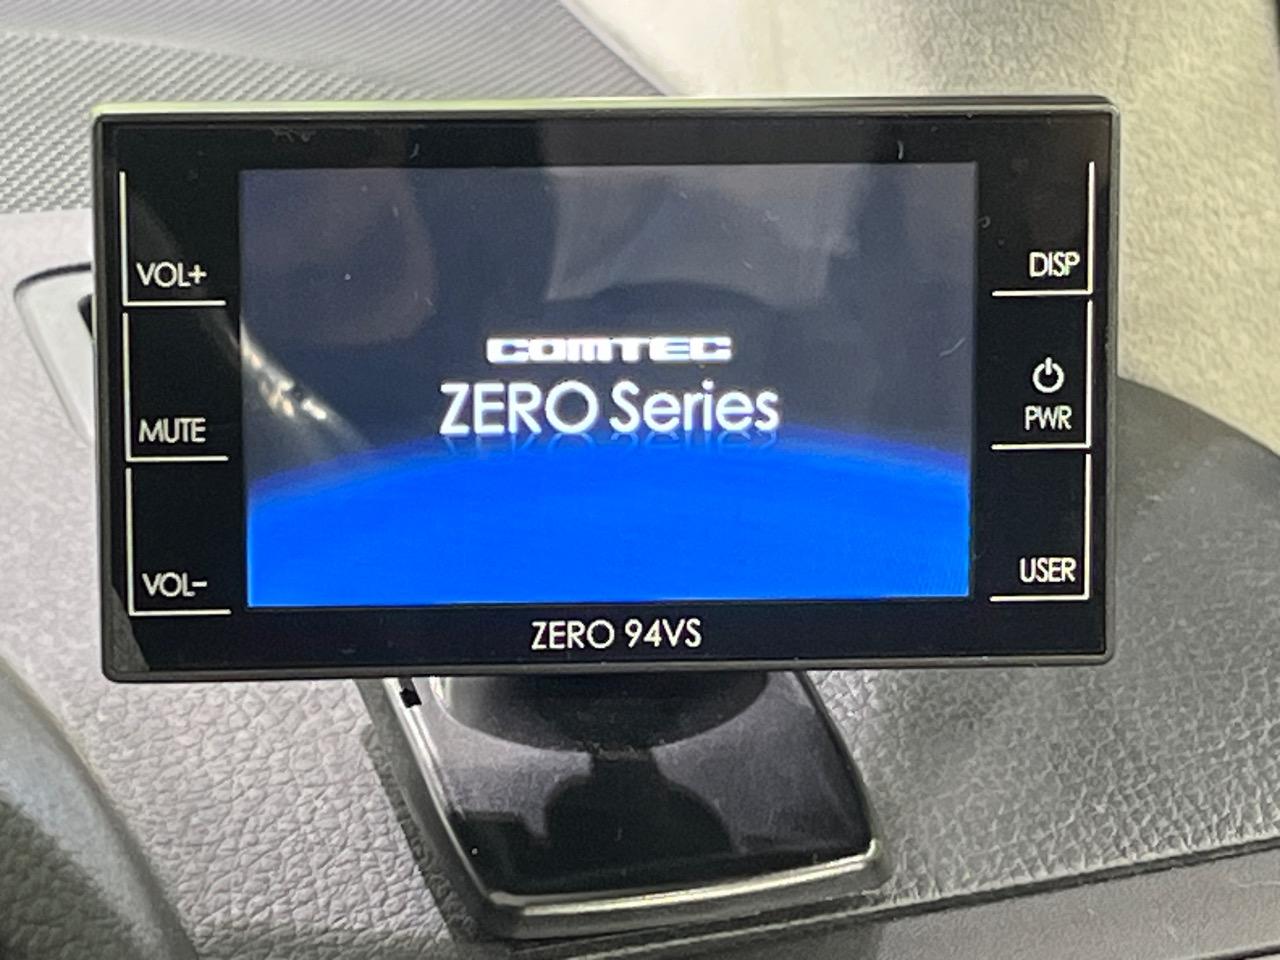 VOL+
MUTE
VOL-
COMTEC
ZERO Series
DISP
PWR
USER
ZERO 94VS